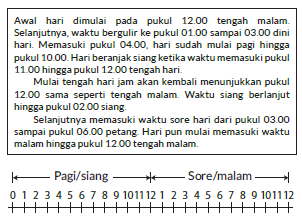 Awal hari dimulai pada pukul 12.00 tengah malam.
Selanjutnya, waktu bergulir ke pukul 01.00 sampai 03.00 dini
hari. Memasuki pukul 04.00, hari sudah mulai pagi hingga
pukul 10.00. Hari beranjak siang ketika waktu memasuki pukul
11.00 hingga pukul 12.00 tengah hari.
Mulai tengah hari jam akan kembali menunjukkan pukul
12.00 sama seperti tengah malam. Waktu siang berlanjut
hingga pukul 02.00 siang.
Selanjutnya memasuki waktu sore hari dari pukul 03.00
sampai pukul 06.00 petang. Hari pun mulai memasuki waktu
malam hingga pukul 12.00 tengah malam.
Pagi/siang Sore/malam
0 1 2 3 4 5 6 7 8 9 10 11 12 1 2 3 4 5 6 7 8 9 10 11 12